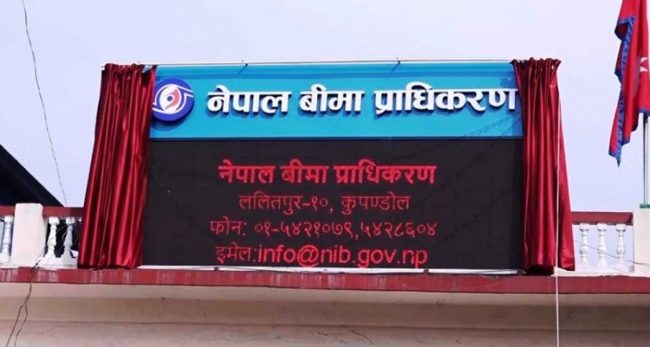 नेपाल बीमा प्राधिकरण
नेपाल बीमा प्राधिकरण
ललितपुर-१०, कुपण्डोल
फोन: ०१-५४२१०७९,५४२८६०४
इमेल:info@nib.gov.np